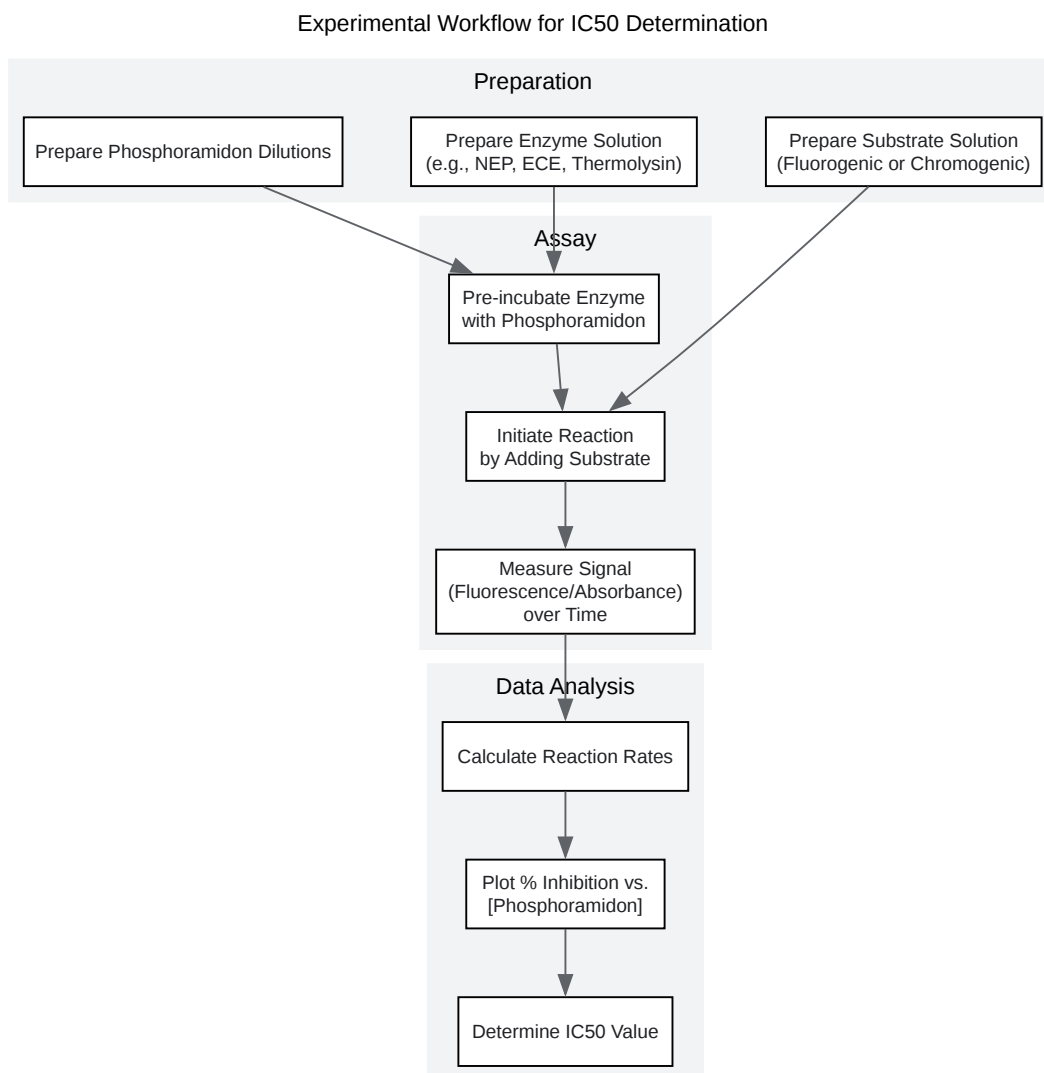 Experimental Workflow for IC50 Determination
Preparation
Prepare Phosphoramidon Dilutions
Prepare Enzyme Solution
(e.g., NEP, ECE, Thermolysin)
Prepare Substrate Solution
(Fluorogenic or Chromogenic)
Assay
Pre-incubate Enzyme
with Phosphoramidon
Initiate Reaction
by Adding Substrate
Measure Signal
(Fluorescence/Absorbance)
over Time
Data Analysis
Calculate Reaction Rates
Plot % Inhibition vs.
[Phosphoramidon]
Determine IC50 Value